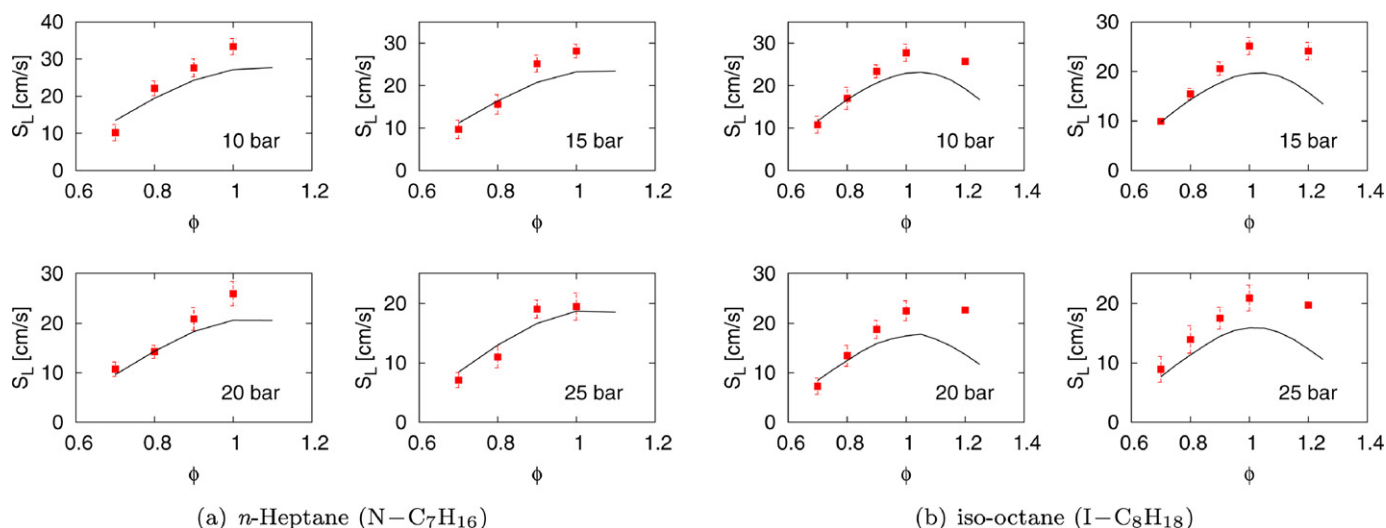 S_L [cm/s]
40
30
20
10
0
10 bar
0.6 0.8 1 1.2
ϕ
S_L [cm/s]
40
30
20
10
0
15 bar
0.6 0.8 1 1.2
ϕ
S_L [cm/s]
30
20
10
0
10 bar
0.6 0.8 1 1.2 1.4
ϕ
S_L [cm/s]
30
20
10
0
15 bar
0.6 0.8 1 1.2 1.4
ϕ
S_L [cm/s]
30
20
10
0
20 bar
0.6 0.8 1 1.2
ϕ
S_L [cm/s]
20
10
0
25 bar
0.6 0.8 1 1.2
ϕ
S_L [cm/s]
30
20
10
0
20 bar
0.6 0.8 1 1.2 1.4
ϕ
S_L [cm/s]
20
10
0
25 bar
0.6 0.8 1 1.2 1.4
ϕ
(a) n-Heptane (N−C₇H₁₆)
(b) iso-octane (I−C₈H₁₈)